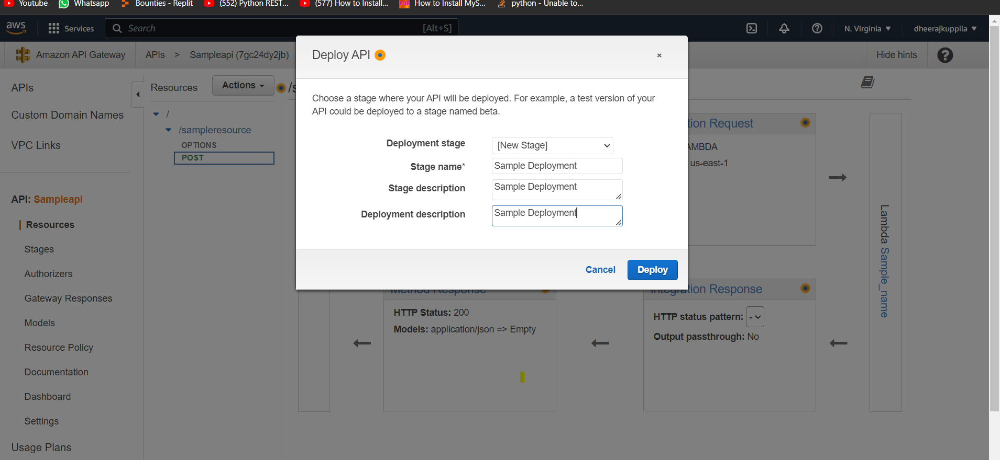 Youtube Whatsapp Bounties - Replit (552) Python REST... (577) How to Install... How to Install MyS... python - Unable to...
aws Services Search [Alt+S] N. Virginia dheerajkuppila
Amazon API Gateway APIs > Sampleapi (7gc24dy2jb) Hide hints
Deploy API
×
Choose a stage where your API will be deployed. For example, a test version of your
API could be deployed to a stage named beta.
Deployment stage [New Stage]
Stage name* Sample Deployment
Stage description Sample Deployment
Deployment description Sample Deployment
Cancel Deploy
APIs
Custom Domain Names
VPC Links
API: Sampleapi
Resources
Stages
Authorizers
Gateway Responses
Models
Resource Policy
Documentation
Dashboard
Settings
Usage Plans
Resources Actions
/
/sampleresource
OPTIONS
POST
/s
tion Request
AMBDA
us-east-1
Method Response
HTTP Status: 200
Models: application/json => Empty
Integration Response
HTTP status pattern: -
Output passthrough: No
Lambda Sample_name